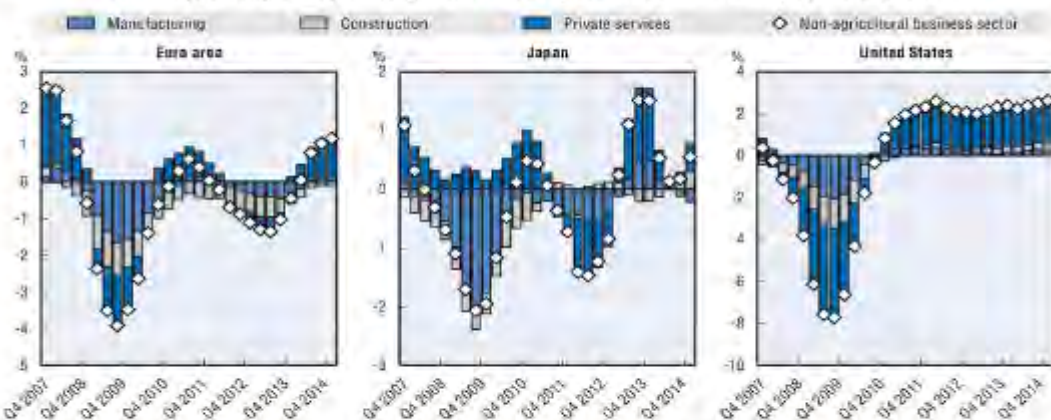 Manufacturing Construction Private services Non-agricultural business sector
Euro area Japan United States
% % %
3 2 4
2 1 2
1 0 0
0 1 -2
-1 -2 -4
-2 -3 -6
-3 -8
-4 -10
-5
Q4 2007 Q4 2008 Q4 2009 Q4 2010 Q4 2011 Q4 2012 Q4 2013 Q4 2014
Q4 2007 Q4 2008 Q4 2009 Q4 2010 Q4 2011 Q4 2012 Q4 2013 Q4 2014
Q4 2007 Q4 2008 Q4 2009 Q4 2010 Q4 2011 Q4 2012 Q4 2013 Q4 2014